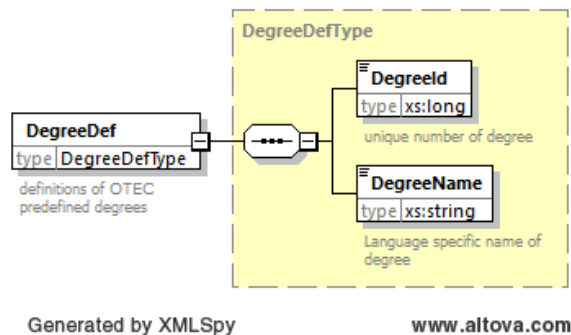 DegreeDefType
DegreeId
type xs:long
unique number of degree
DegreeDef
type DegreeDefType
definitions of OTEC
predefined degrees
DegreeName
type xs:string
Language specific name of
degree
Generated by XMLSpy www.altova.com